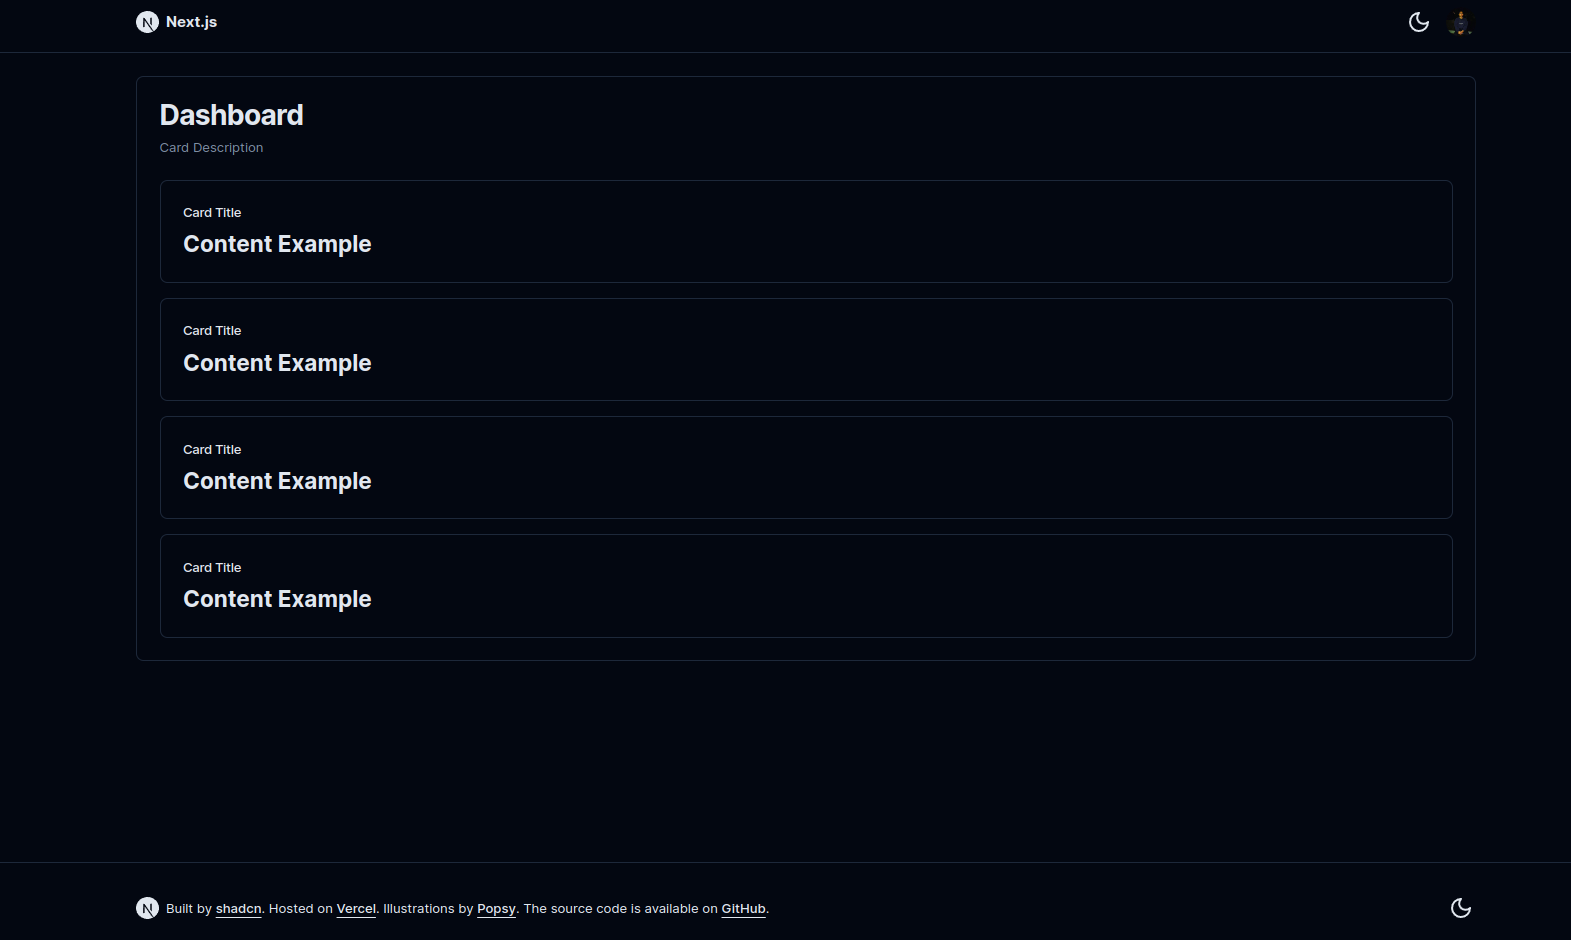 Next.js
Dashboard
Card Description
Card Title
Content Example
Card Title
Content Example
Card Title
Content Example
Card Title
Content Example
Built by shadcn. Hosted on Vercel. Illustrations by Popsy. The source code is available on GitHub.